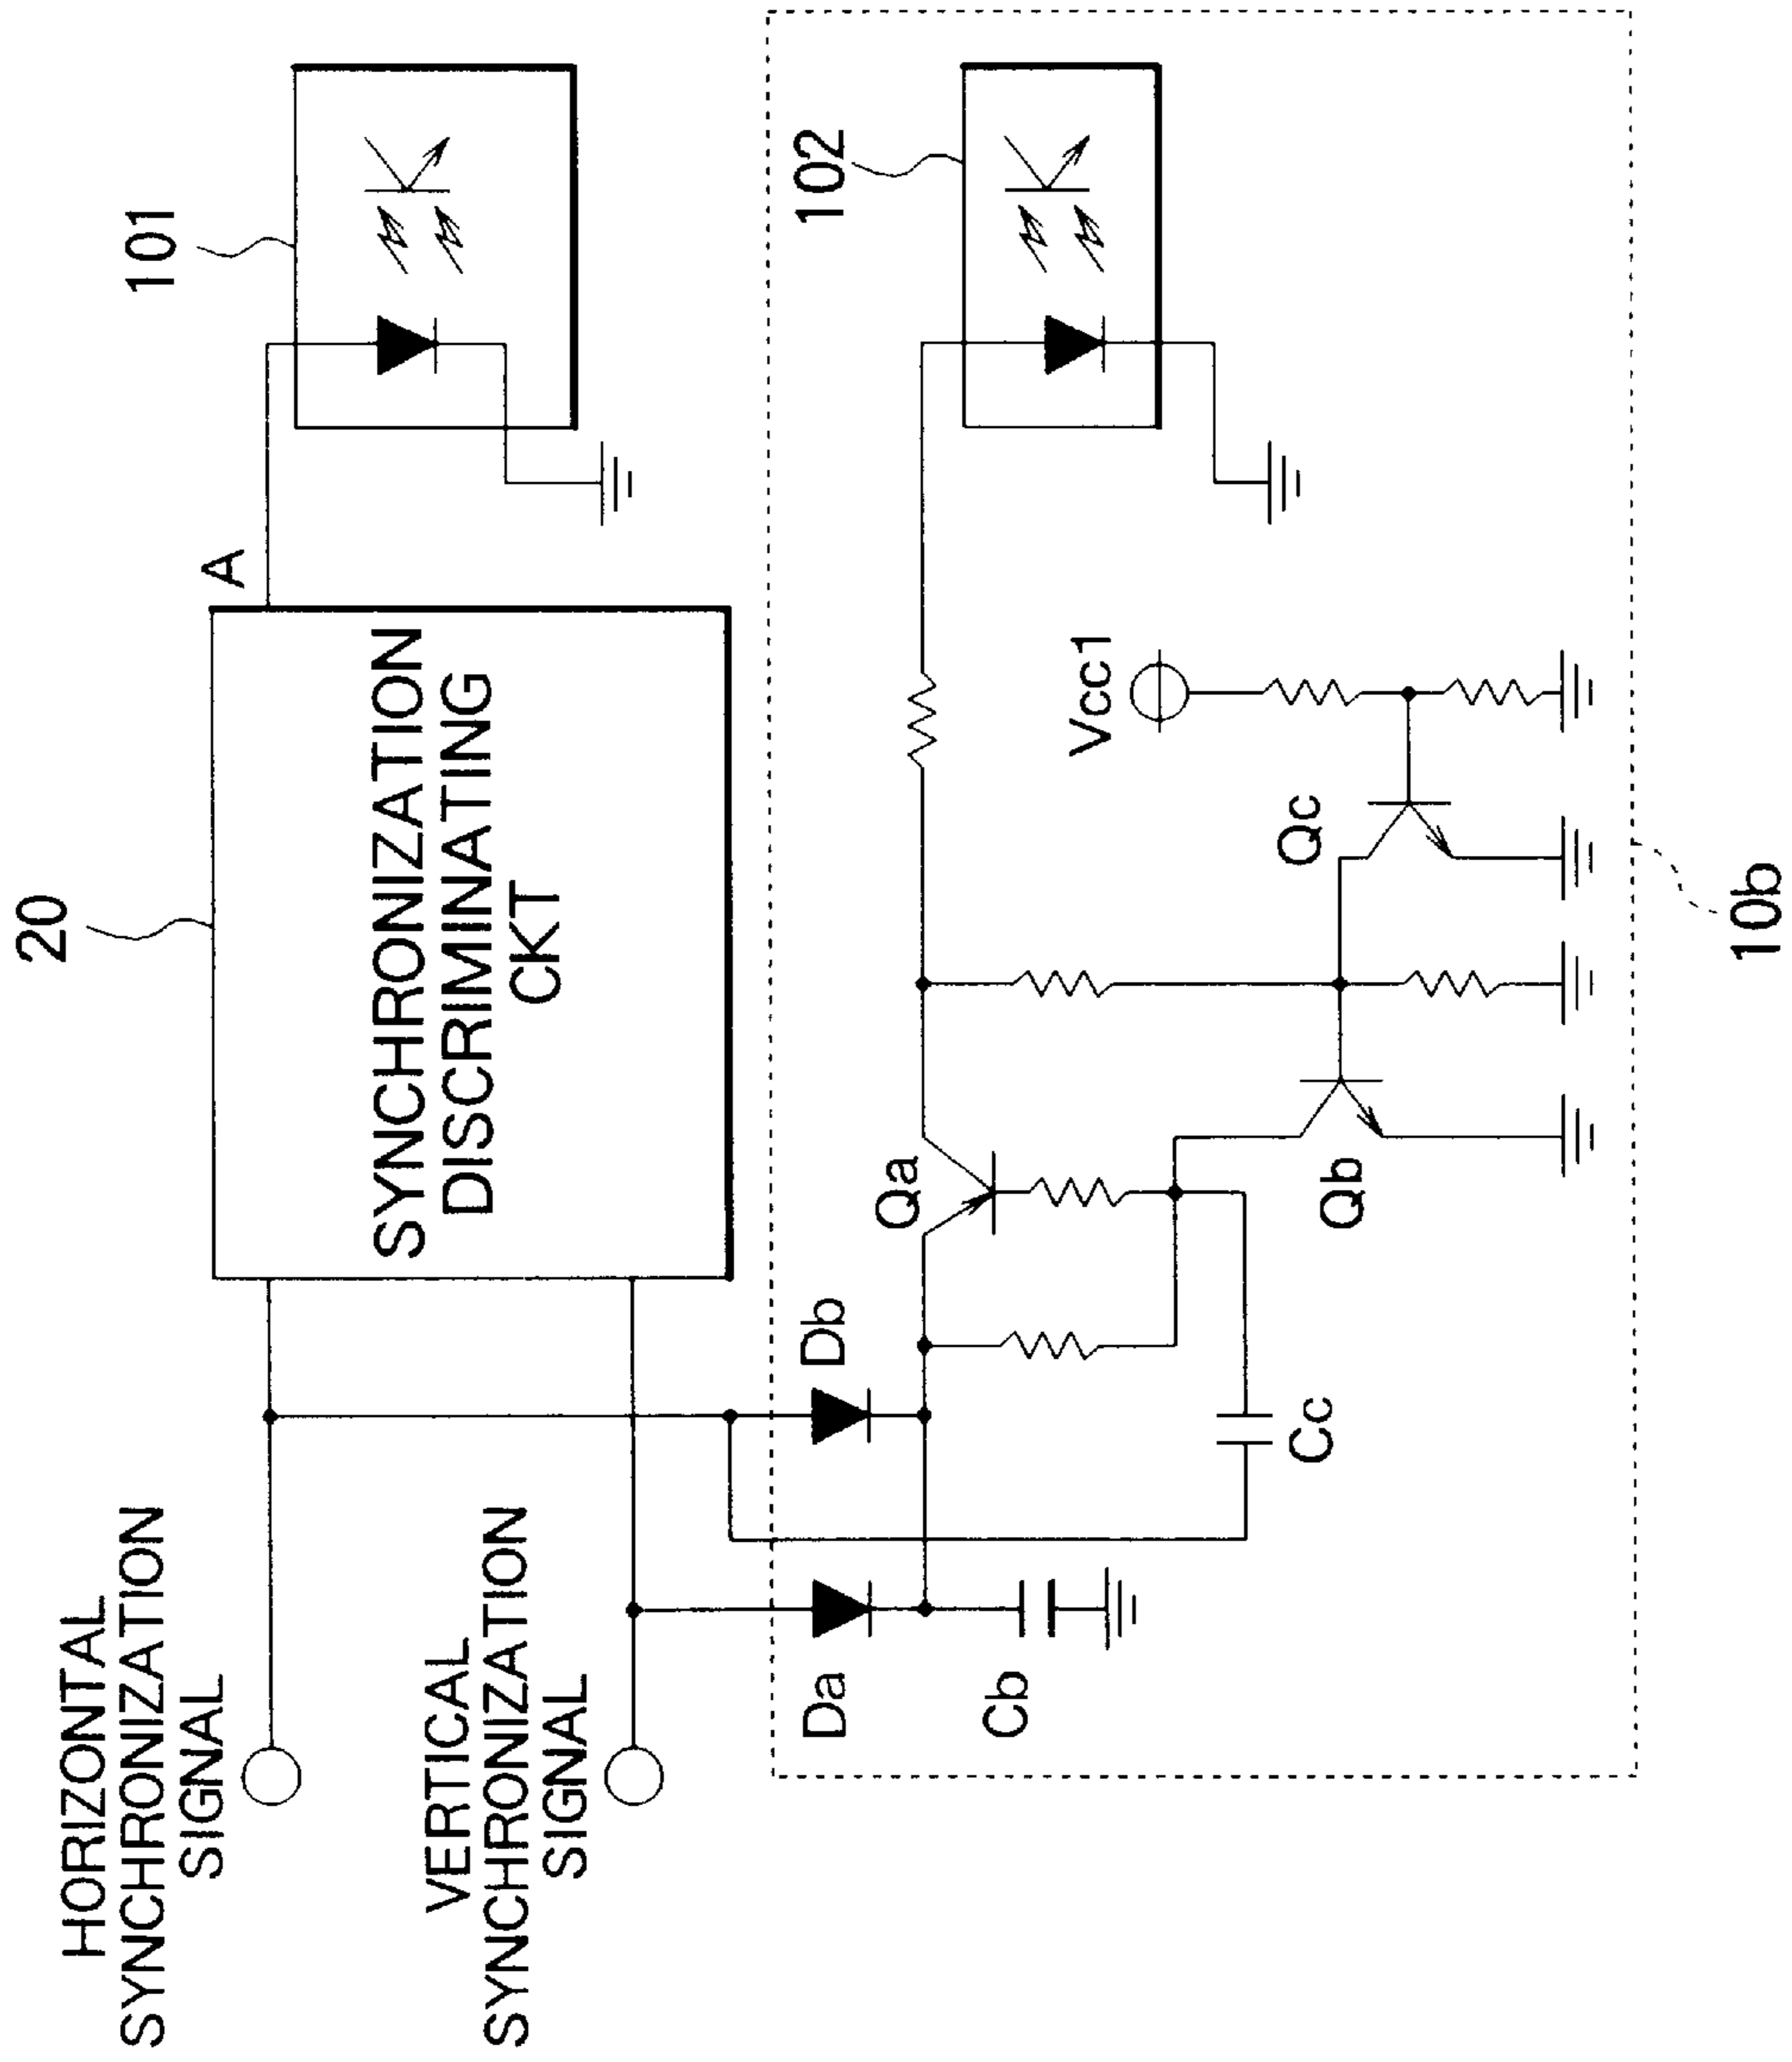 HORIZONTAL
SYNCHRONIZATION
SIGNAL
VERTICAL
SYNCHRONIZATION
SIGNAL
20
SYNCHRONIZATION
DISCRIMINATING
CKT
A
101
Da
Db
Cb
Cc
Qa
Qb
Qc
Vcc1
102
10b